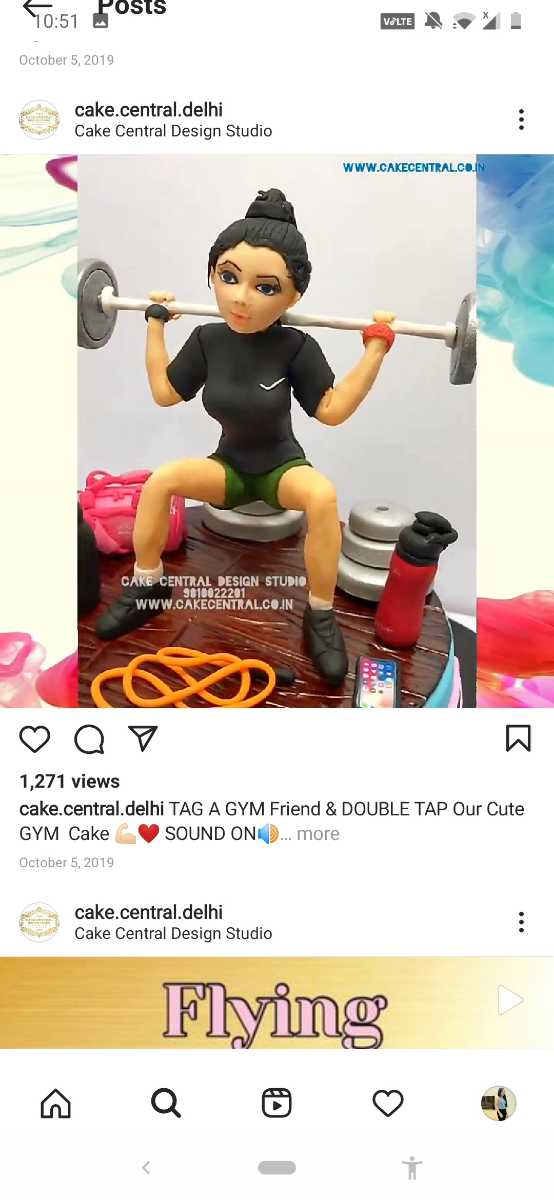 Posts
10:51
VoLTE
X
October 5, 2019
cake.central.delhi
Cake Central Design Studio
WWW.CAKECENTRAL.CO.IN
CAKE CENTRAL DESIGN STUDIO
9810022201
WWW.CAKECENTRAL.CO.IN
1,271 views
cake.central.delhi TAG A GYM Friend & DOUBLE TAP Our Cute
GYM Cake 💪🏻❤️ SOUND ON🔊... more
October 5, 2019
cake.central.delhi
Cake Central Design Studio
Flying